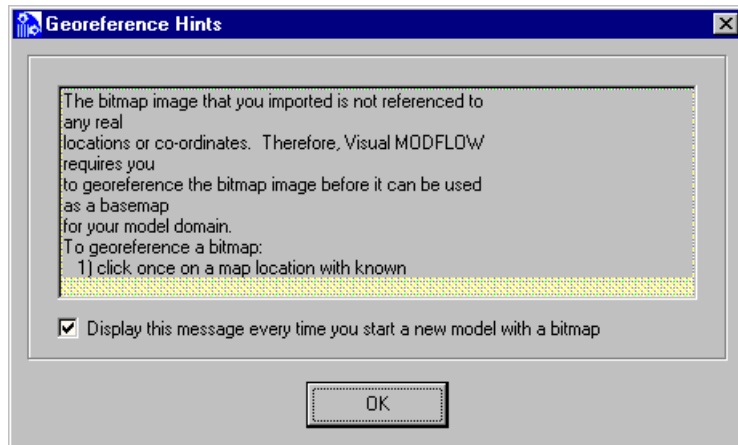 Georeference Hints
The bitmap image that you imported is not referenced to
any real
locations or co-ordinates.  Therefore, Visual MODFLOW
requires you
to georeference the bitmap image before it can be used
as a basemap
for your model domain.
To georeference a bitmap:
1) click once on a map location with known
Display this message every time you start a new model with a bitmap
OK